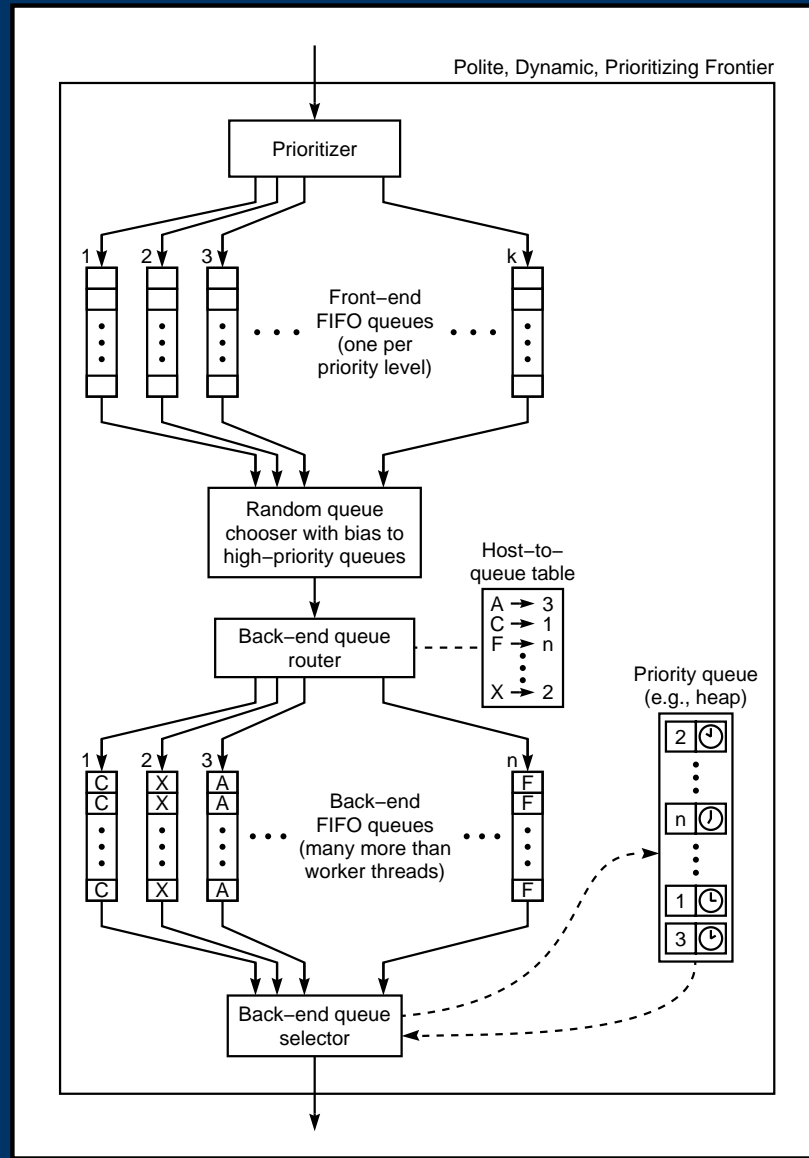 Polite, Dynamic, Prioritizing Frontier
Prioritizer
1 2 3 k
Front−end
FIFO queues
(one per
priority level)
Random queue
chooser with bias to
high−priority queues
Host−to−
queue table
A 3
C 1
F n
X 2
Back−end queue
router
Priority queue
(e.g., heap)
2
n
1
3
1 2 3 n
C X A F
C X A F
Back−end
FIFO queues
(many more than
worker threads)
C X A F
Back−end queue
selector